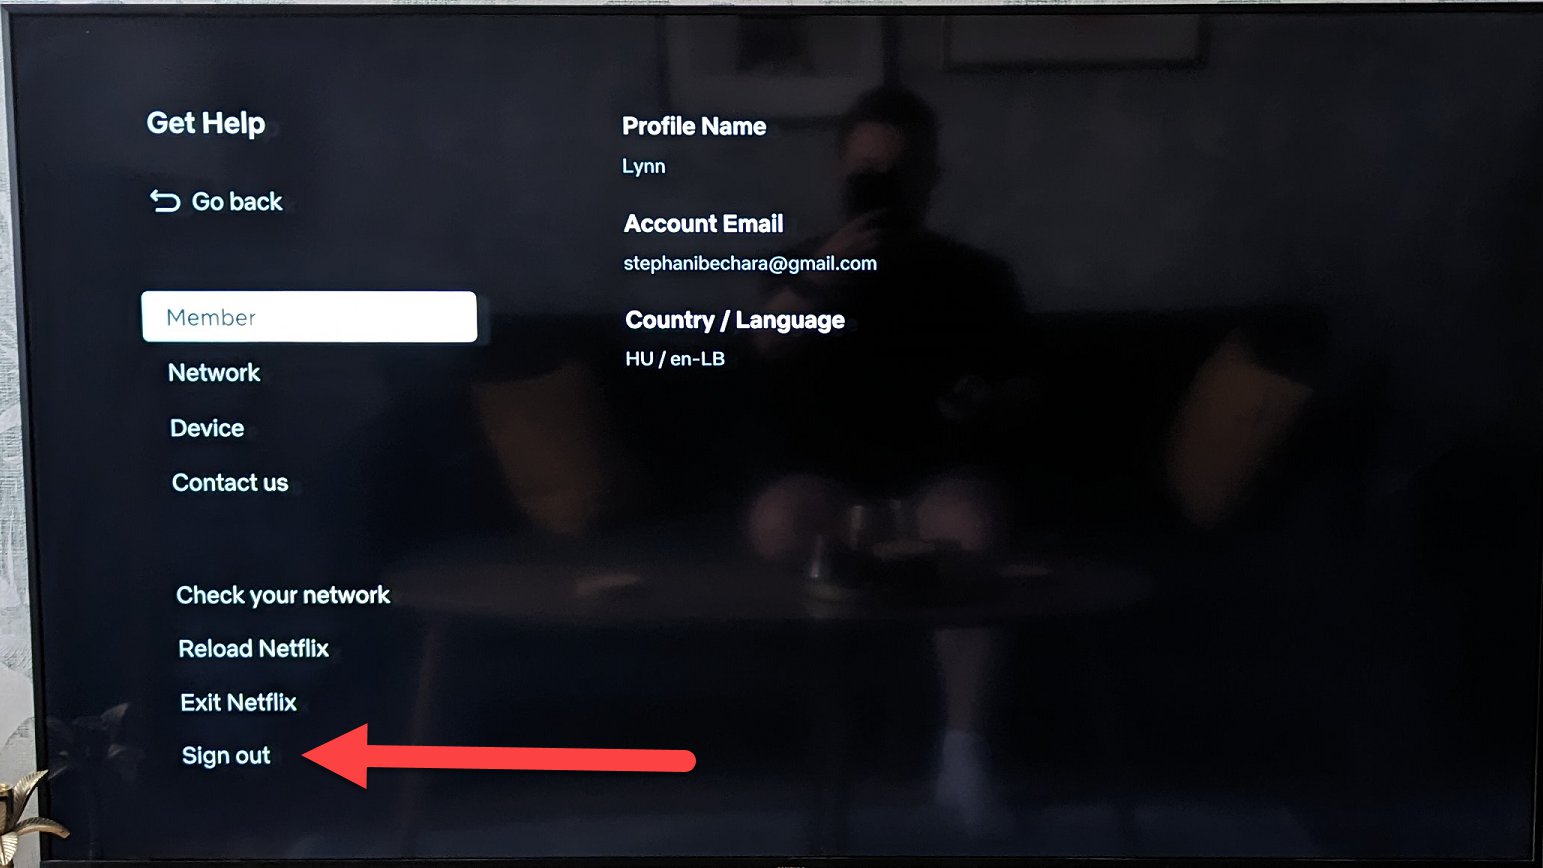 Get Help
Go back
Member
Network
Device
Contact us
Check your network
Reload Netflix
Exit Netflix
Sign out
Profile Name
Lynn
Account Email
stephanibechara@gmail.com
Country / Language
HU / en-LB